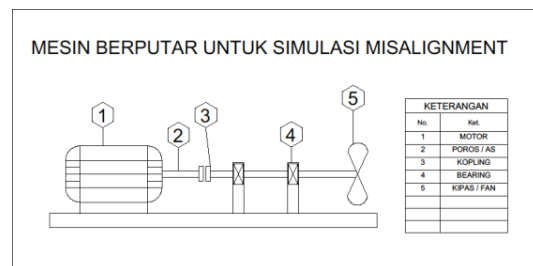 MESIN BERPUTAR UNTUK SIMULASI MISALIGNMENT
1
2
3
4
5
KETERANGAN
No. Ket.
1 MOTOR
2 POROS / AS
3 KOPLING
4 BEARING
5 KIPAS / FAN